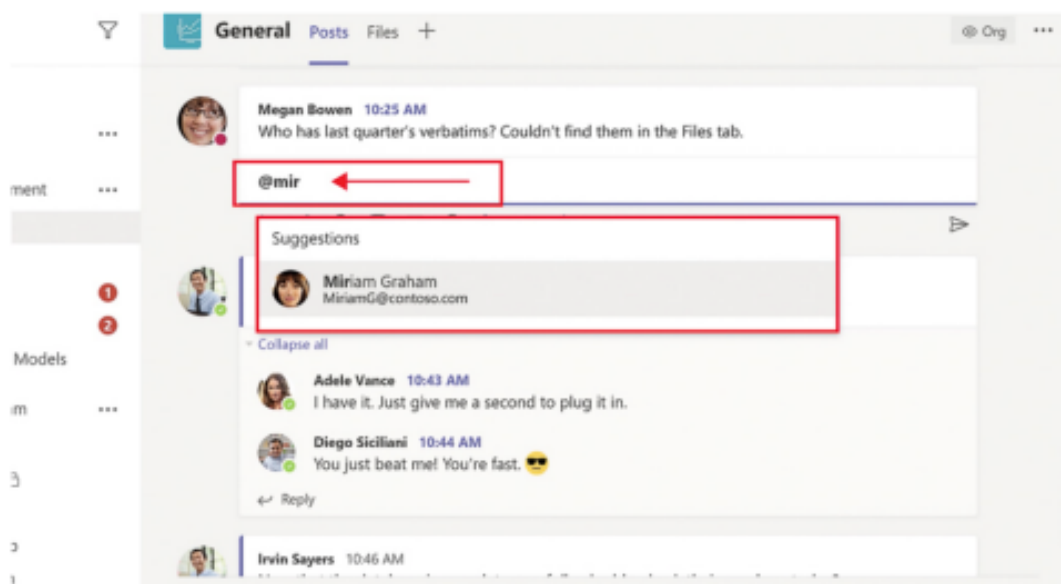 General Posts Files +
Org
Megan Bowen 10:25 AM
Who has last quarter's verbatims? Couldn't find them in the Files tab.
@mir
ment
Suggestions
Miriam Graham
MiriamG@contoso.com
1
2
Collapse all
Models
Adele Vance 10:43 AM
I have it. Just give me a second to plug it in.
Diego Siciliani 10:44 AM
You just beat me! You're fast. 😎
Reply
Irvin Sayers 10:46 AM